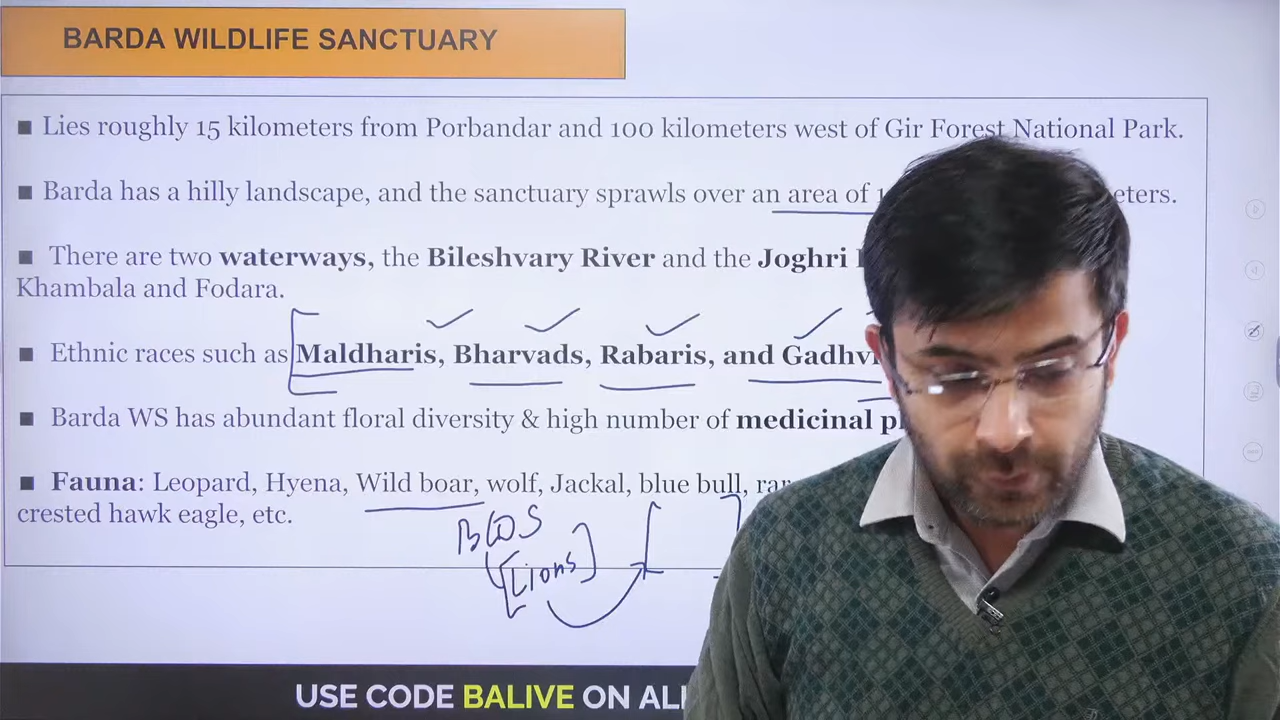 BARDA WILDLIFE SANCTUARY
■ Lies roughly 15 kilometers from Porbandar and 100 kilometers west of Gir Forest National Park.
■ Barda has a hilly landscape, and the sanctuary sprawls over an area of
■ There are two waterways, the Bileshvary River and the Joghri
Khambala and Fodara.
■ Ethnic races such as Maldharis, Bharvads, Rabaris, and
■ Barda WS has abundant floral diversity & high number of medicinal
■ Fauna: Leopard, Hyena, Wild boar, wolf, Jackal, blue bull,
crested hawk eagle, etc.
[Lions]
USE CODE BALIVE ON